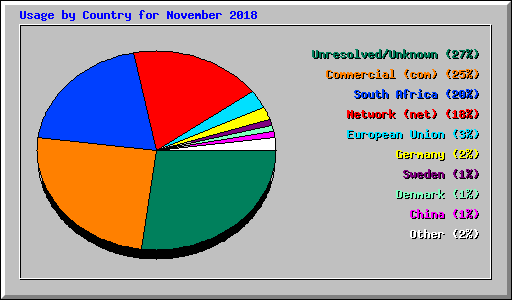 Usage by Country for November 2018
Unresolved/Unknown (27%)
Commercial (com) (25%)
South Africa (20%)
Network (net) (18%)
European Union (3%)
Germany (2%)
Sweden (1%)
Denmark (1%)
China (1%)
Other (2%)